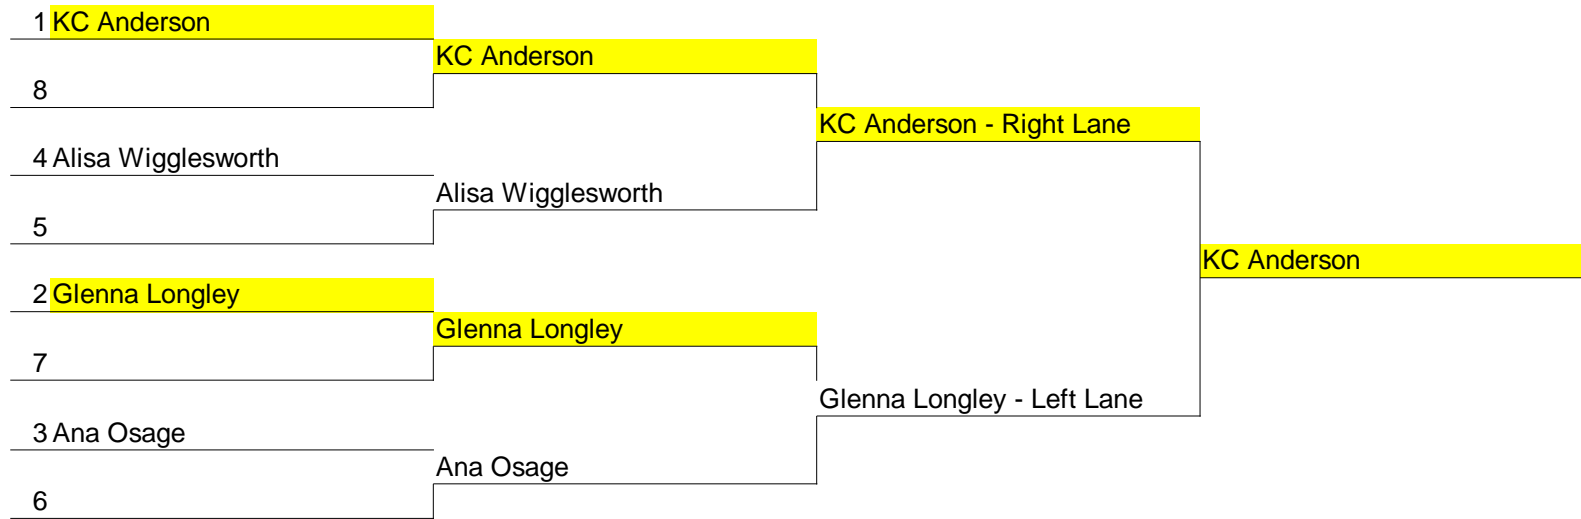 1 KC Anderson
KC Anderson
8
KC Anderson - Right Lane
4 Alisa Wigglesworth
Alisa Wigglesworth
5
KC Anderson
2 Glenna Longley
Glenna Longley
7
Glenna Longley - Left Lane
3 Ana Osage
Ana Osage
6